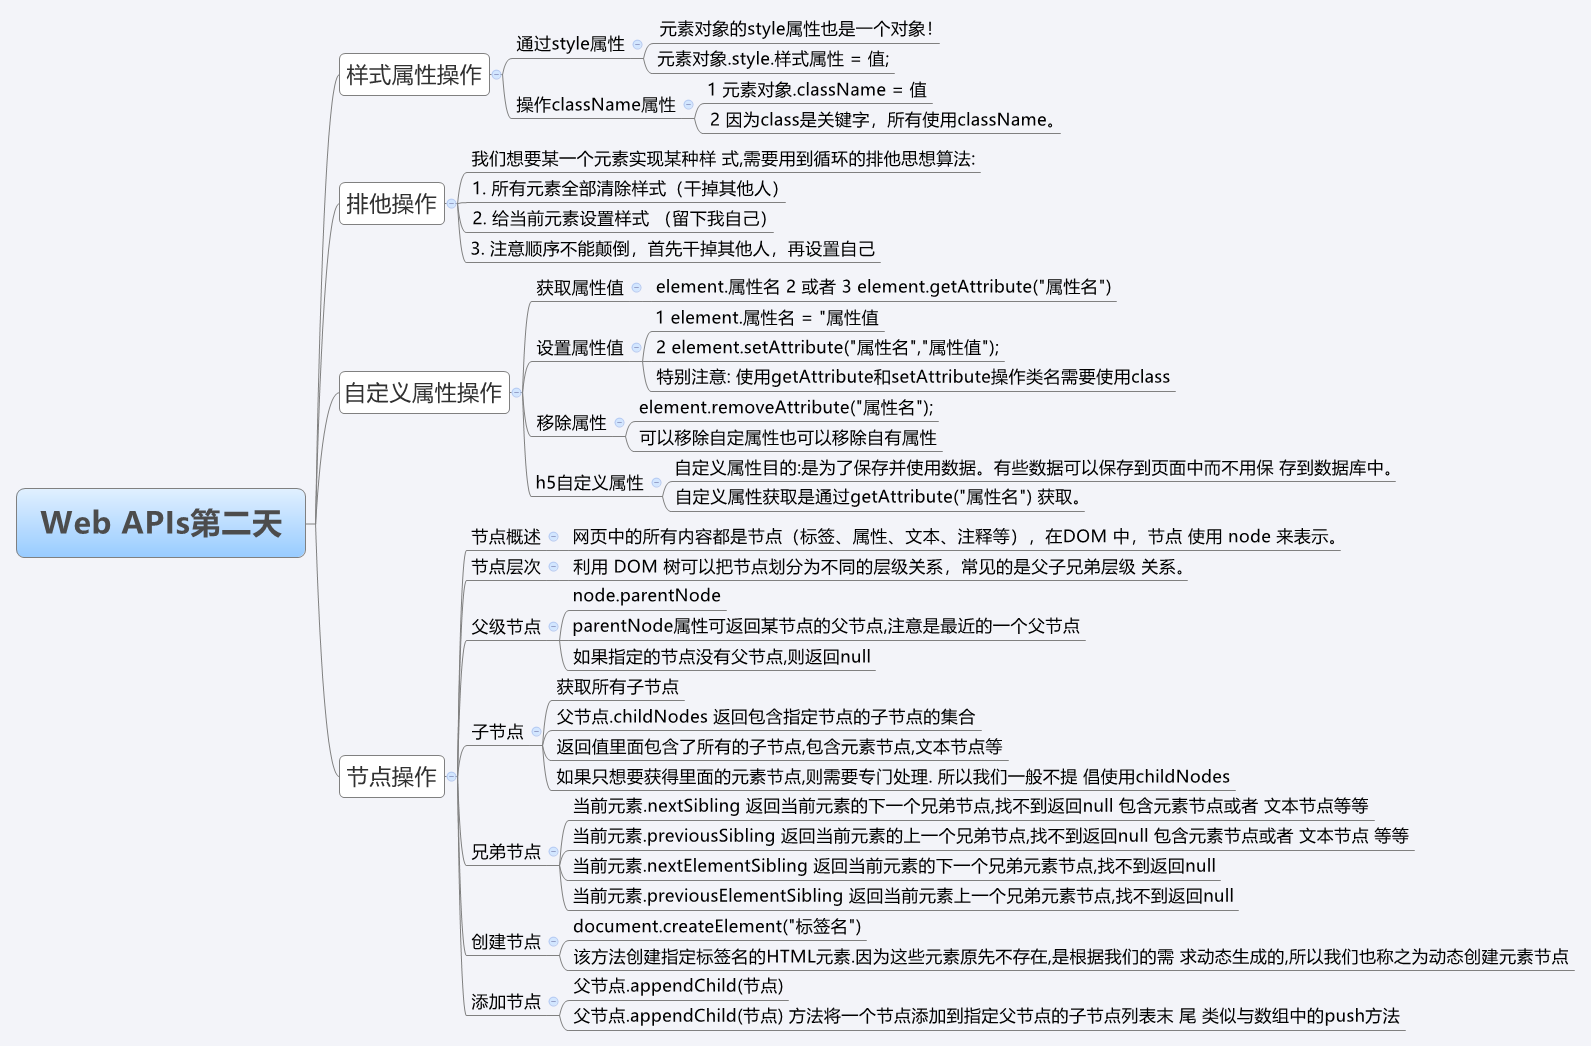 Web APIs第二天
样式属性操作
通过style属性
元素对象的style属性也是一个对象！
元素对象.style.样式属性 = 值;
操作className属性
1 元素对象.className = 值
2 因为class是关键字，所有使用className。
排他操作
我们想要某一个元素实现某种样 式,需要用到循环的排他思想算法:
1. 所有元素全部清除样式（干掉其他人）
2. 给当前元素设置样式 （留下我自己）
3. 注意顺序不能颠倒，首先干掉其他人，再设置自己
自定义属性操作
获取属性值
element.属性名 2 或者 3 element.getAttribute("属性名")
设置属性值
1 element.属性名 = "属性值
2 element.setAttribute("属性名","属性值");
特别注意: 使用getAttribute和setAttribute操作类名需要使用class
移除属性
element.removeAttribute("属性名");
可以移除自定属性也可以移除自有属性
h5自定义属性
自定义属性目的:是为了保存并使用数据。有些数据可以保存到页面中而不用保 存到数据库中。
自定义属性获取是通过getAttribute("属性名") 获取。
节点操作
节点概述
网页中的所有内容都是节点（标签、属性、文本、注释等），在DOM 中，节点 使用 node 来表示。
节点层次
利用 DOM 树可以把节点划分为不同的层级关系，常见的是父子兄弟层级 关系。
父级节点
node.parentNode
parentNode属性可返回某节点的父节点,注意是最近的一个父节点
如果指定的节点没有父节点,则返回null
子节点
获取所有子节点
父节点.childNodes 返回包含指定节点的子节点的集合
返回值里面包含了所有的子节点,包含元素节点,文本节点等
如果只想要获得里面的元素节点,则需要专门处理. 所以我们一般不提 倡使用childNodes
兄弟节点
当前元素.nextSibling 返回当前元素的下一个兄弟节点,找不到返回null 包含元素节点或者 文本节点等等
当前元素.previousSibling 返回当前元素的上一个兄弟节点,找不到返回null 包含元素节点或者 文本节点 等等
当前元素.nextElementSibling 返回当前元素的下一个兄弟元素节点,找不到返回null
当前元素.previousElementSibling 返回当前元素上一个兄弟元素节点,找不到返回null
创建节点
document.createElement("标签名")
该方法创建指定标签名的HTML元素.因为这些元素原先不存在,是根据我们的需 求动态生成的,所以我们也称之为动态创建元素节点
添加节点
父节点.appendChild(节点)
父节点.appendChild(节点) 方法将一个节点添加到指定父节点的子节点列表末 尾 类似与数组中的push方法